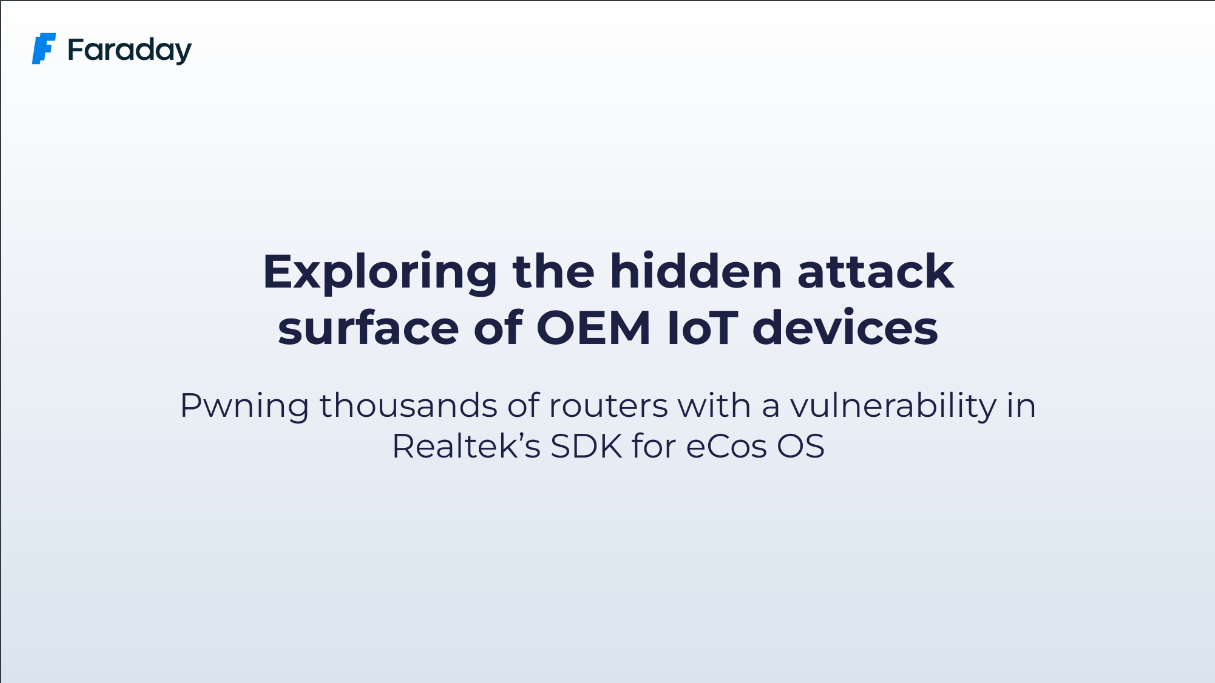 Faraday
Exploring the hidden attack
surface of OEM IoT devices
Pwning thousands of routers with a vulnerability in
Realtek’s SDK for eCos OS